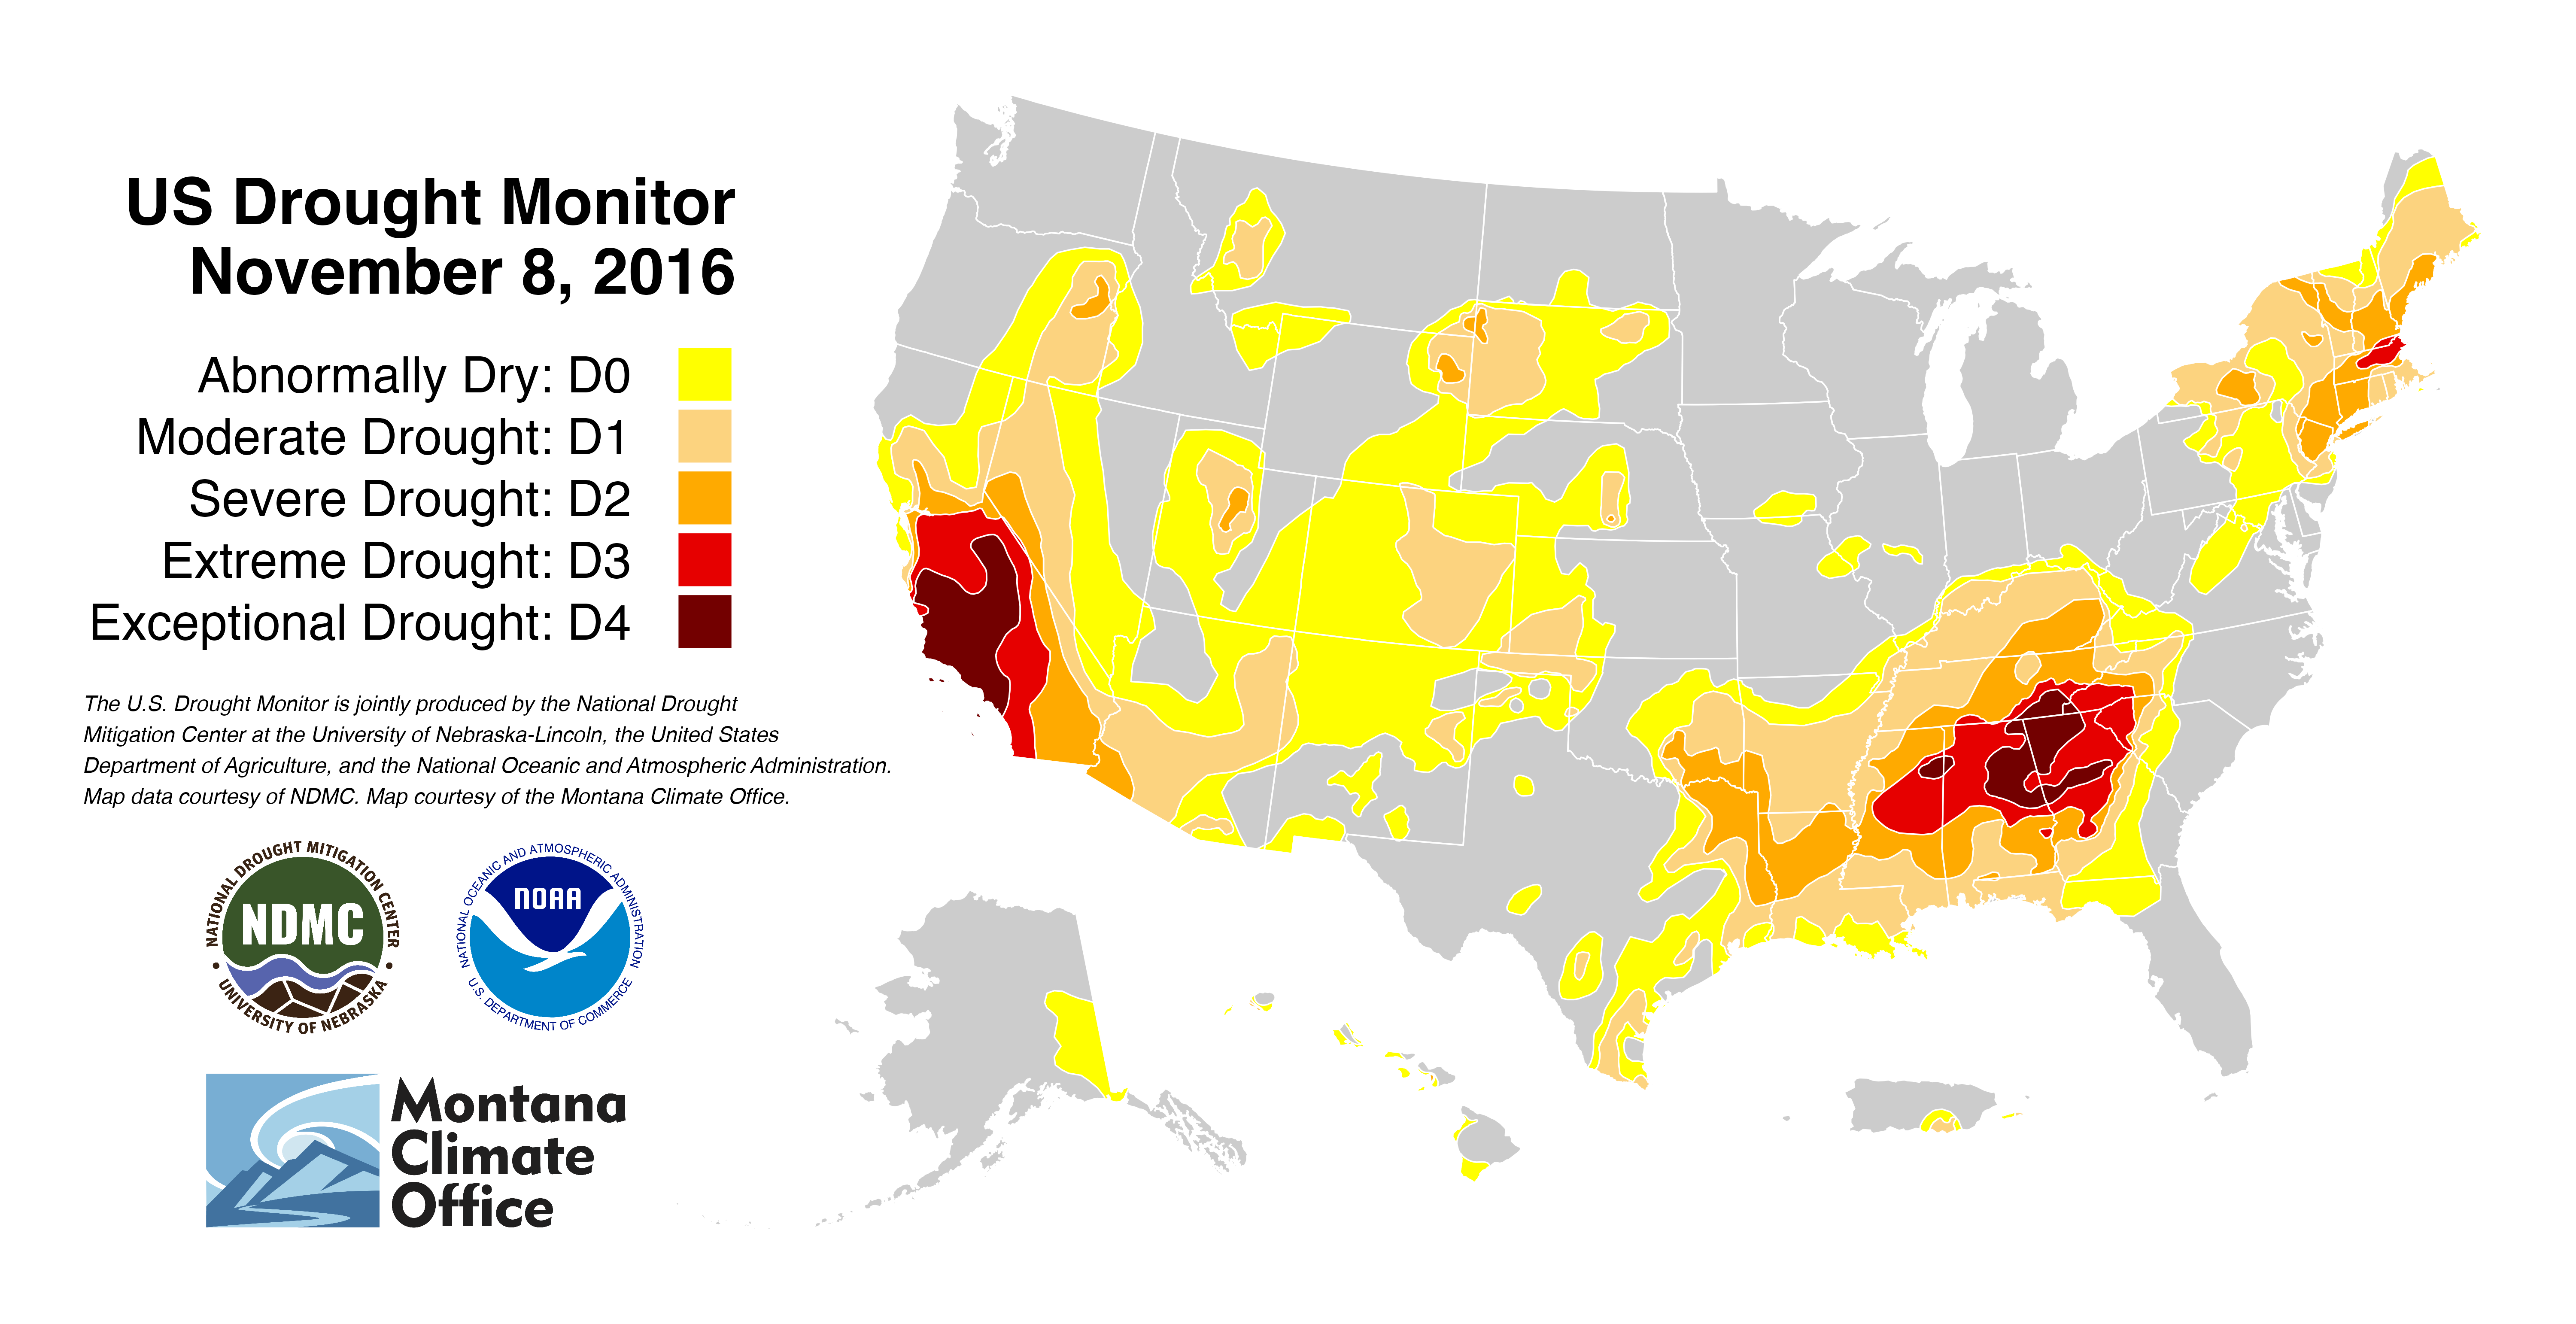 US Drought Monitor
November 8, 2016
Abnormally Dry: D0
Moderate Drought: D1
Severe Drought: D2
Extreme Drought: D3
Exceptional Drought: D4
The U.S. Drought Monitor is jointly produced by the National Drought
Mitigation Center at the University of Nebraska-Lincoln, the United States
Department of Agriculture, and the National Oceanic and Atmospheric Administration.
Map data courtesy of NDMC. Map courtesy of the Montana Climate Office.
NATIONAL DROUGHT MITIGATION CENTER
NDMC
• UNIVERSITY OF NEBRASKA •
NATIONAL OCEANIC AND ATMOSPHERIC ADMINISTRATION
NOAA
U.S. DEPARTMENT OF COMMERCE
Montana
Climate
Office